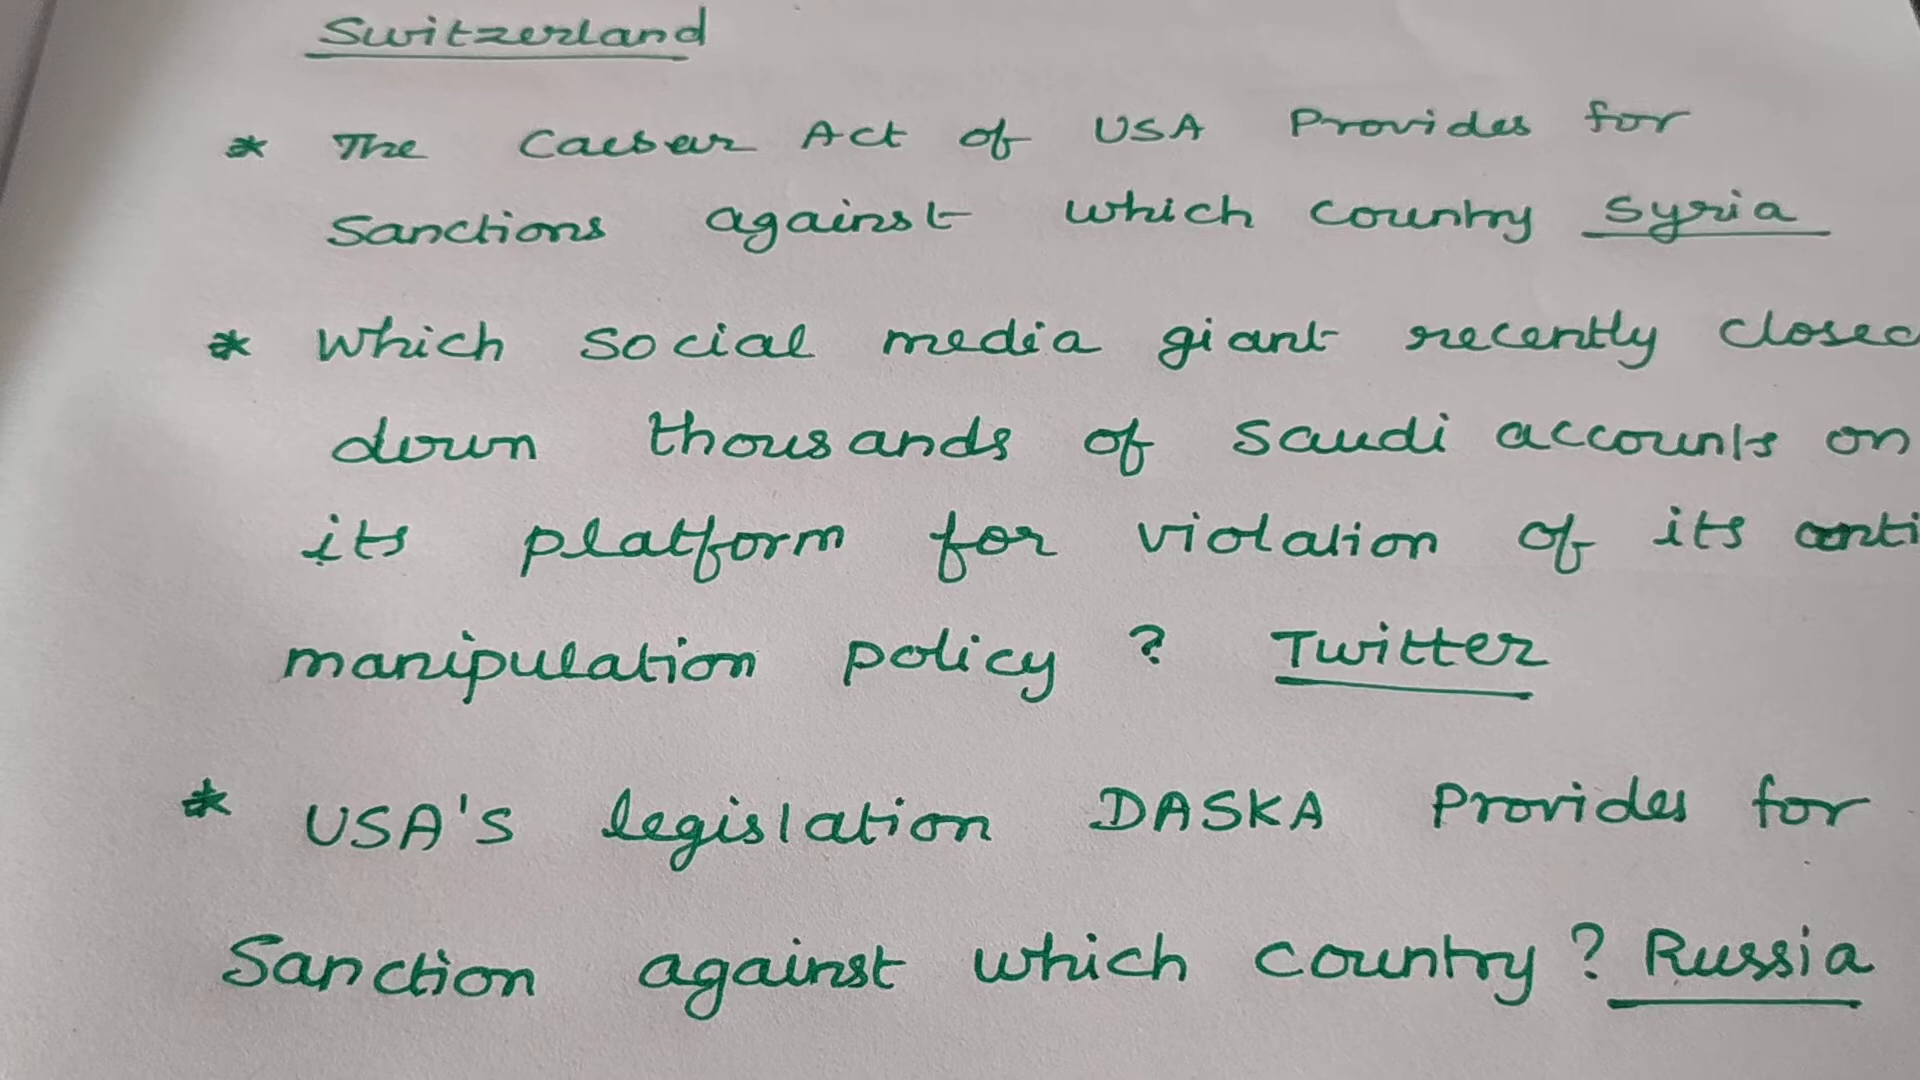 Switzerland
* The Caesar Act of USA Provides for
Sanctions against which country Syria
* Which social media giant recently closed
down thousands of Saudi accounts on
its platform for violation of its anti
manipulation policy ? Twitter
* USA's legislation DASKA Provides for
Sanction against which country ? Russia